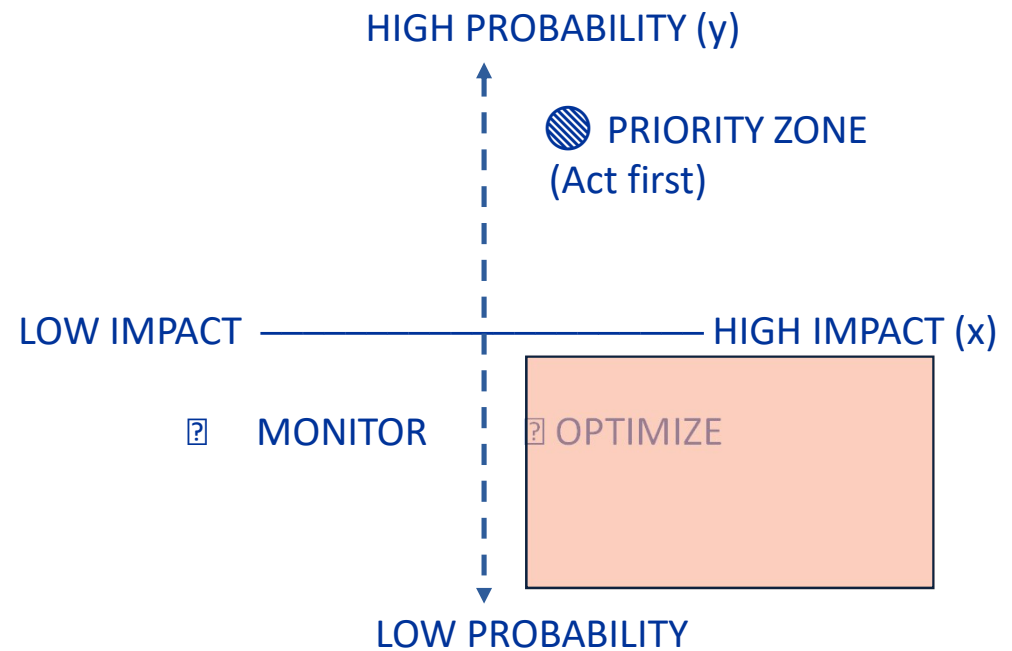 HIGH PROBABILITY (y)
PRIORITY ZONE
(Act first)
LOW IMPACT
HIGH IMPACT (x)
MONITOR
OPTIMIZE
LOW PROBABILITY